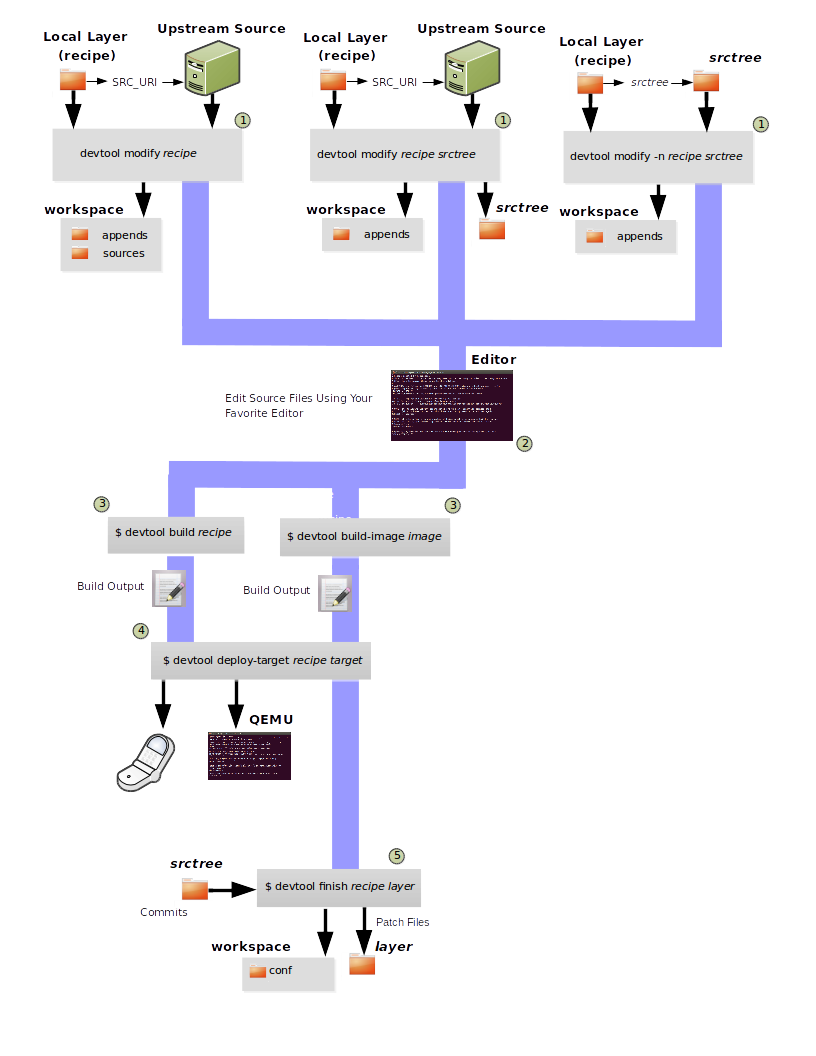 Upstream Source
Upstream Source
Local Layer
(recipe)
Local Layer
(recipe)
Local Layer
(recipe)
srctree
SRC_URI
SRC_URI
srctree
1
1
1
devtool modify recipe
devtool modify recipe srctree
devtool modify -n recipe srctree
workspace
workspace
srctree
workspace
appends
sources
appends
appends
Editor
Edit Source Files Using Your
Favorite Editor
2
3
3
$ devtool build recipe
$ devtool build-image image
Build Output
Build Output
4
$ devtool deploy-target recipe target
QEMU
5
srctree
$ devtool finish recipe layer
Commits
Patch Files
workspace
layer
conf